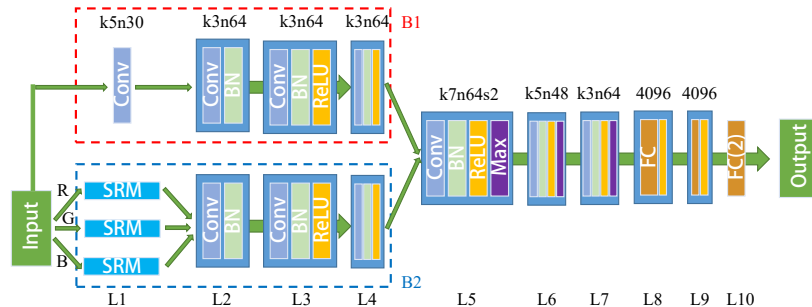 k5n30 k3n64 k3n64 k3n64 B1
Conv
Conv BN
Conv BN ReLU
k7n64s2 k5n48 k3n64 4096 4096
Conv BN ReLU Max
FC
FC(2)
Output
Input
R SRM
G SRM
B SRM
Conv BN
Conv BN ReLU
B2
L1 L2 L3 L4 L5 L6 L7 L8 L9 L10